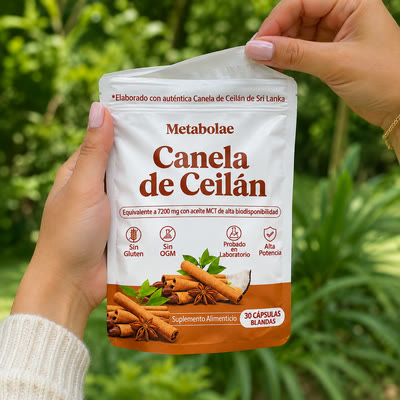 *Elaborado con auténtica Canela de Ceilán de Sri Lanka
Metabolae
Canela
de Ceilán
Equivalente a 7200 mg con aceite MCT de alta biodisponibilidad
Sin
Gluten
Sin
OGM
Probado en
Laboratorio
Alta
Potencia
Suplemento Alimenticio
30 CÁPSULAS
BLANDAS